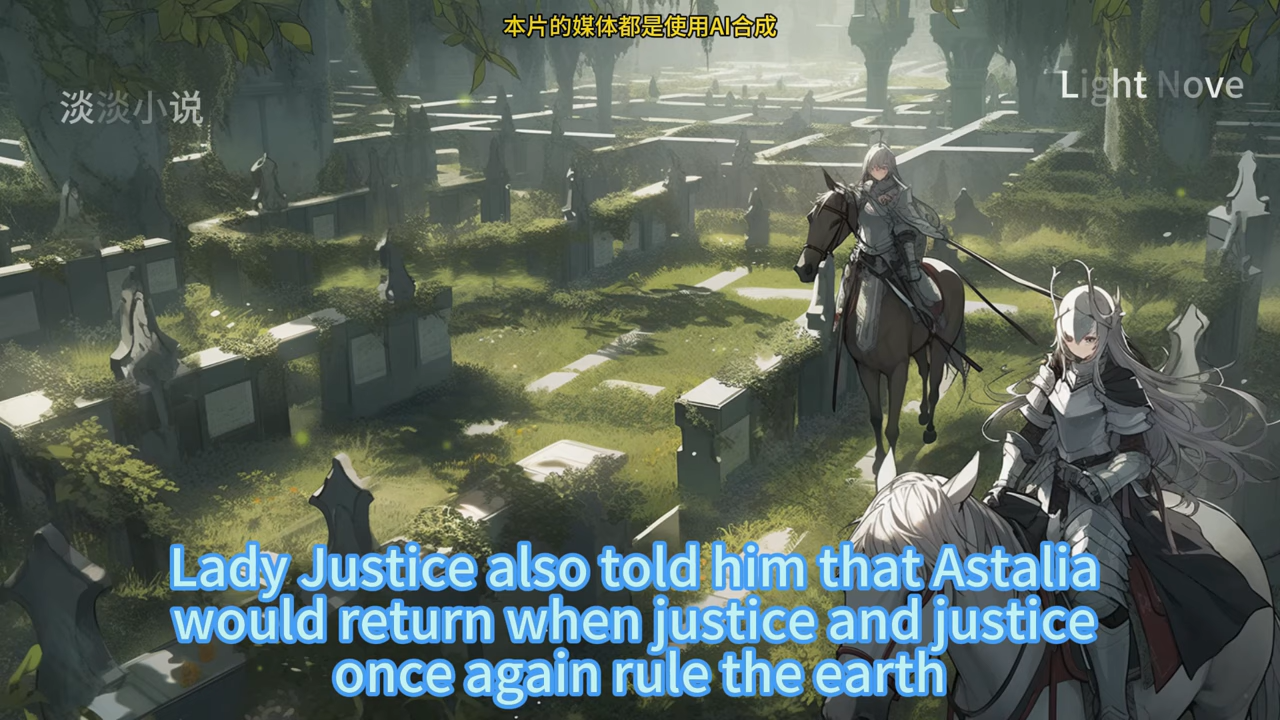 本片的媒体都是使用AI合成
Light Nove
淡淡小说
Lady Justice also told him that Astalia
would return when justice and justice
once again rule the earth